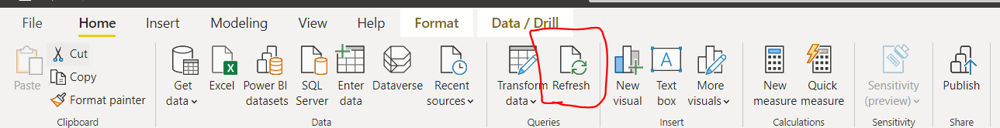 File Home Insert Modeling View Help Format Data / Drill
Paste
Cut
Copy
Format painter
Clipboard
Get data
Excel
Power BI datasets
SQL Server
Enter data
Dataverse
Recent sources
Data
Transform data
Refresh
Queries
New visual
A
Text box
More visuals
Insert
New measure
Quick measure
Calculations
Sensitivity (preview)
Sensitivity
Publish
Share